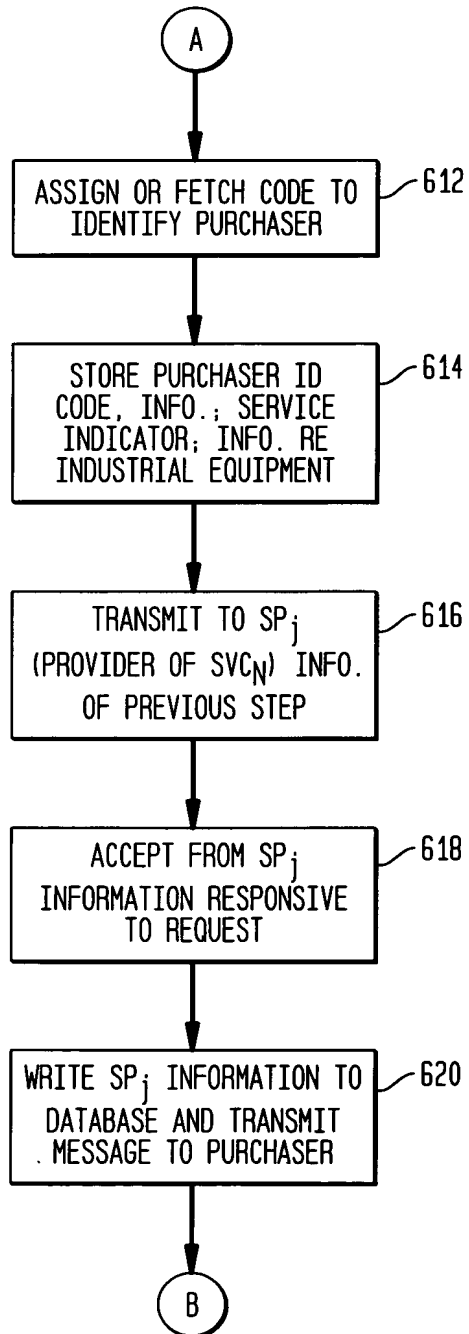 A
ASSIGN OR FETCH CODE TO
IDENTIFY PURCHASER
612
STORE PURCHASER ID
CODE, INFO.; SERVICE
INDICATOR; INFO. RE
INDUSTRIAL EQUIPMENT
614
TRANSMIT TO SPj
(PROVIDER OF SVCN) INFO.
OF PREVIOUS STEP
616
ACCEPT FROM SPj
INFORMATION RESPONSIVE
TO REQUEST
618
WRITE SPj INFORMATION TO
DATABASE AND TRANSMIT
MESSAGE TO PURCHASER
620
B